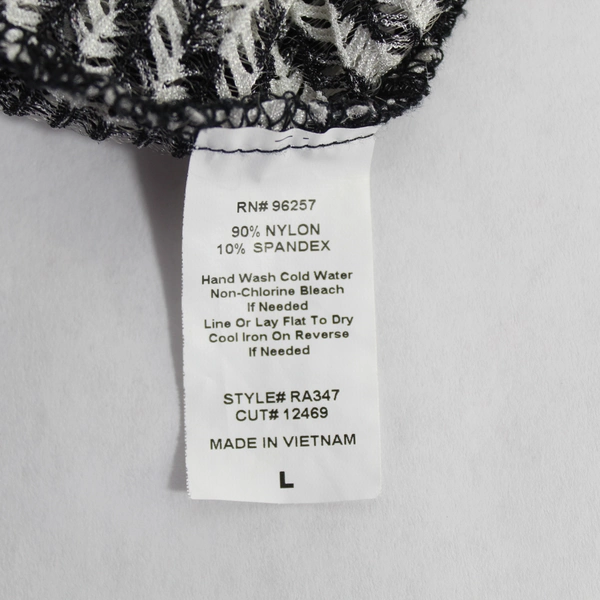 RN# 96257
90% NYLON
10% SPANDEX
Hand Wash Cold Water
Non-Chlorine Bleach
If Needed
Line Or Lay Flat To Dry
Cool Iron On Reverse
If Needed
STYLE# RA347
CUT# 12469
MADE IN VIETNAM
L